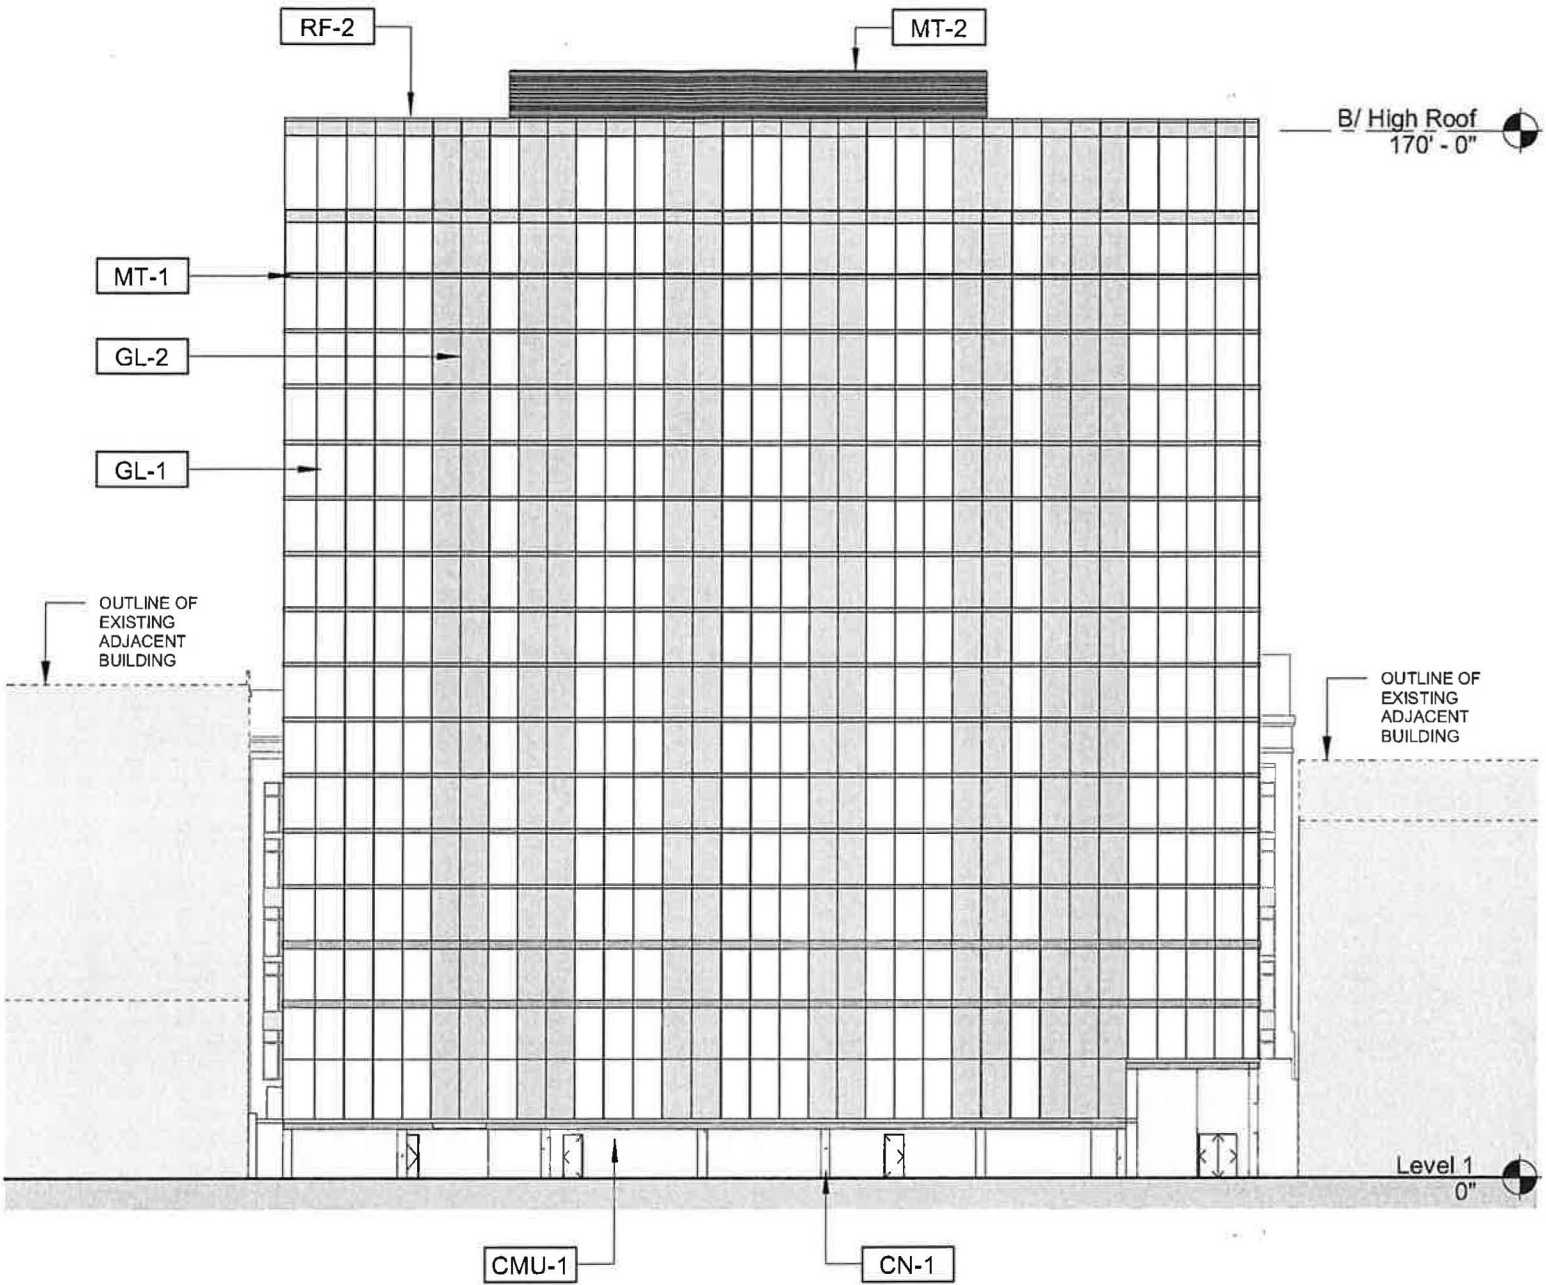 RF-2
MT-2
B/ High Roof
170' - 0"
MT-1
GL-2
GL-1
OUTLINE OF
EXISTING
ADJACENT
BUILDING
OUTLINE OF
EXISTING
ADJACENT
BUILDING
Level 1
0"
CMU-1
CN-1